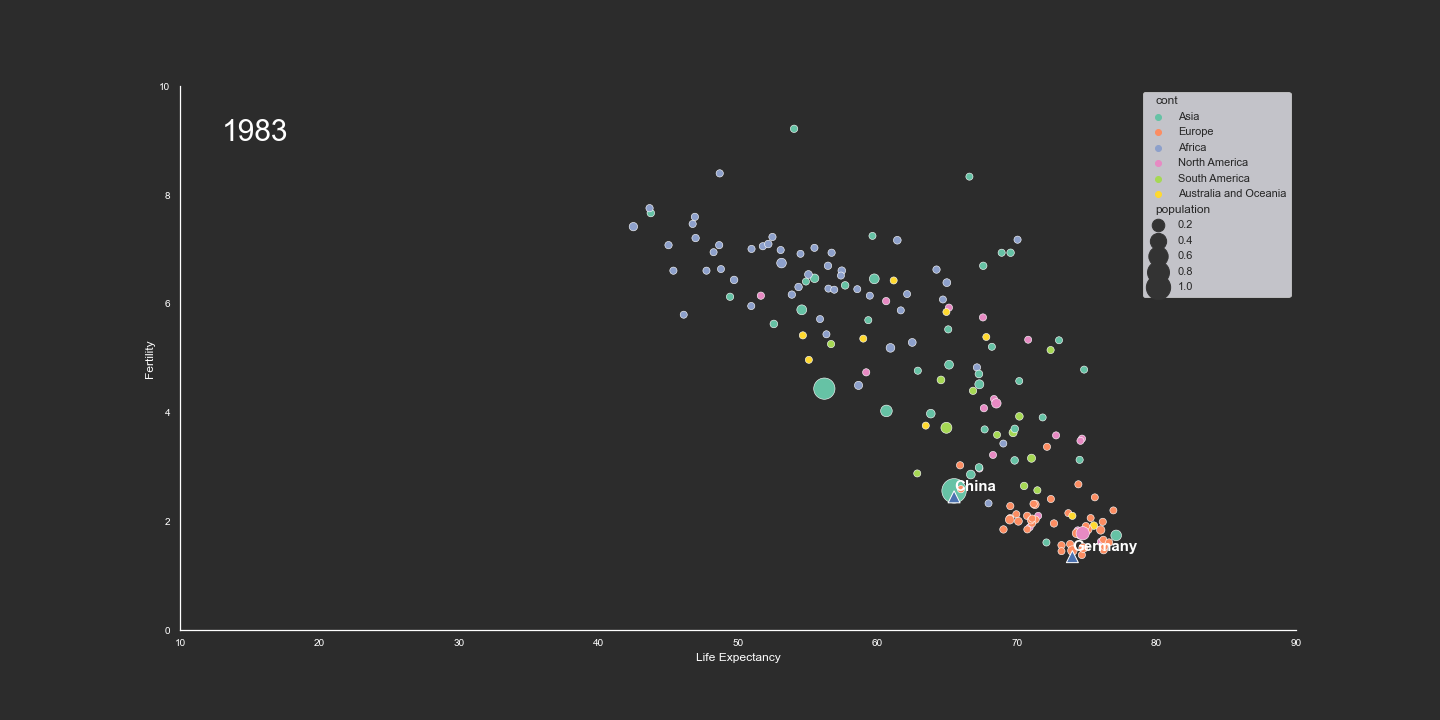 1983
10
8
6
4
2
0
Fertility
10 20 30 40 50 60 70 80 90
Life Expectancy
China
Germany
cont
Asia
Europe
Africa
North America
South America
Australia and Oceania
population
0.2
0.4
0.6
0.8
1.0